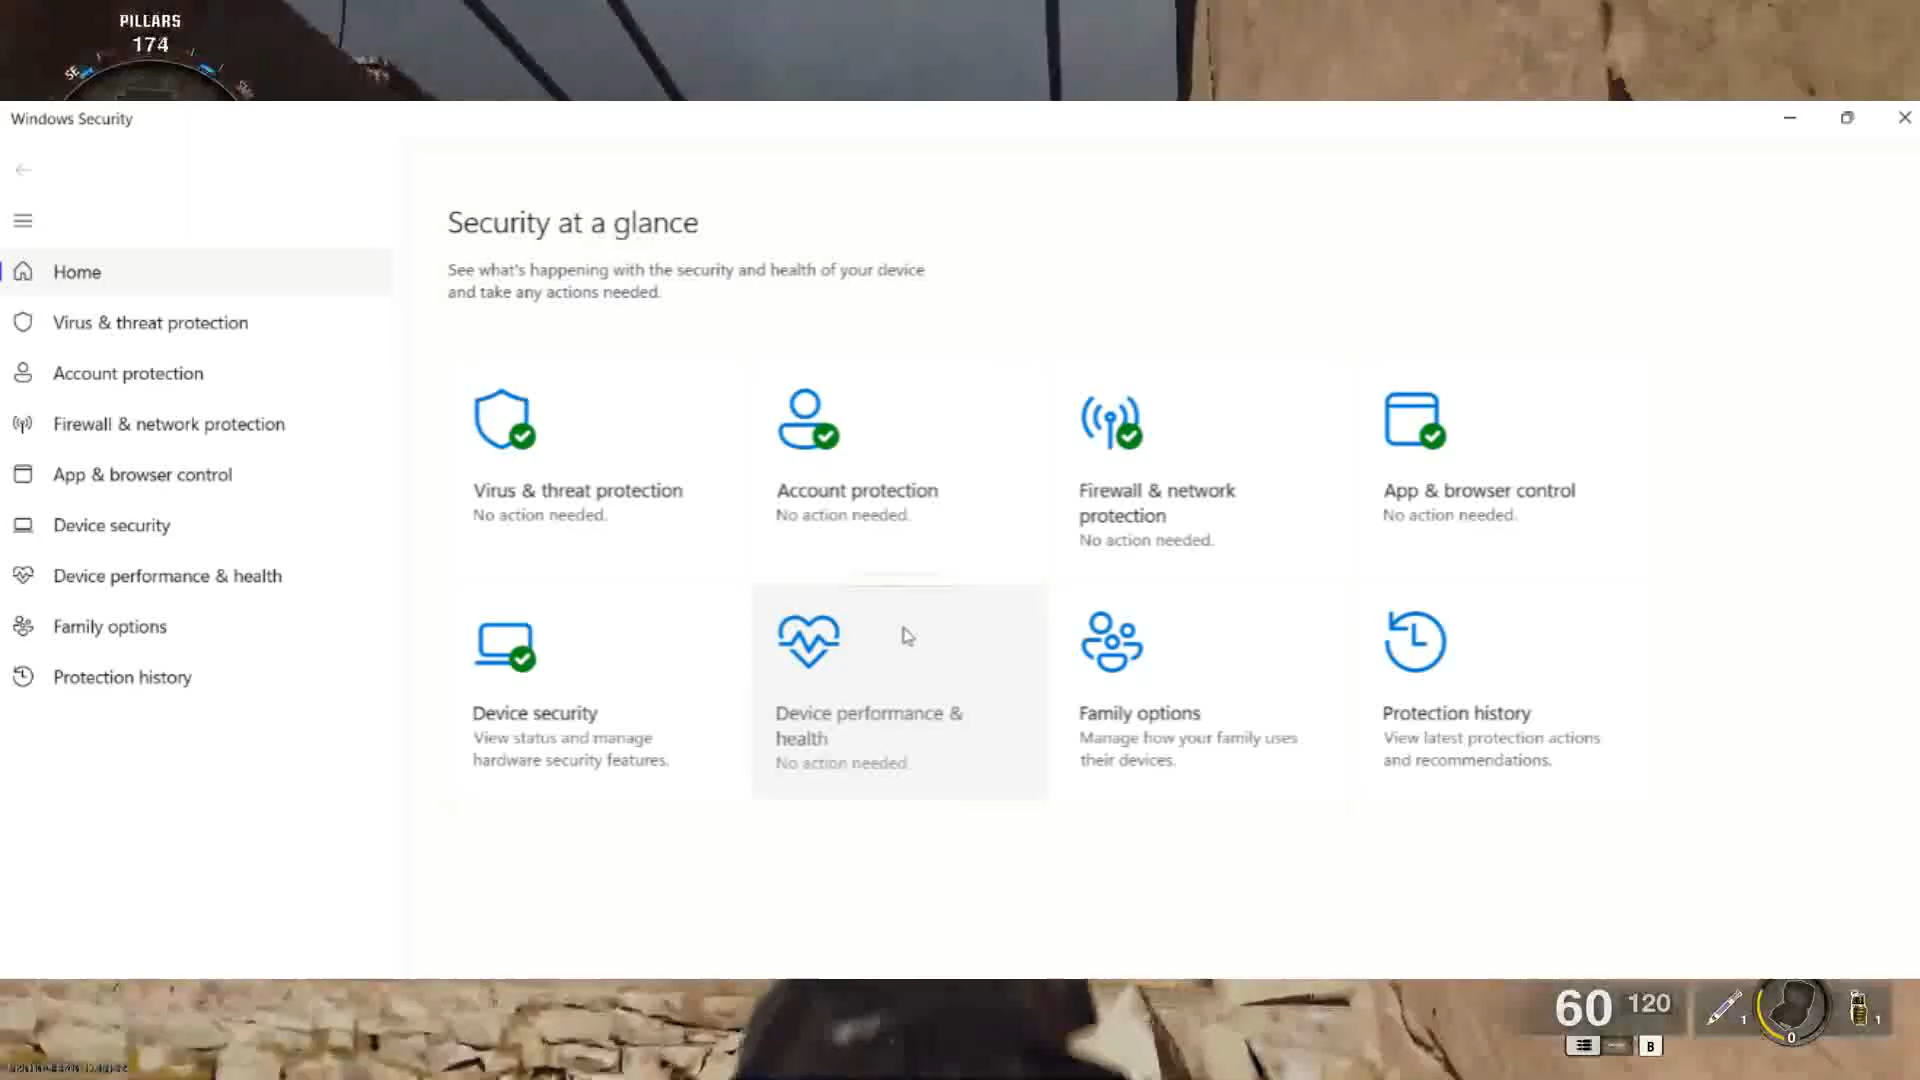 PILLARS
174
SE
SW
Windows Security
Home
Virus & threat protection
Account protection
Firewall & network protection
App & browser control
Device security
Device performance & health
Family options
Protection history
Security at a glance
See what's happening with the security and health of your device
and take any actions needed.
Virus & threat protection
No action needed.
Account protection
No action needed.
Firewall & network
protection
No action needed.
App & browser control
No action needed.
Device security
View status and manage
hardware security features.
Device performance &
health
No action needed.
Family options
Manage how your family uses
their devices.
Protection history
View latest protection actions
and recommendations.
60 120
1
0
1
B